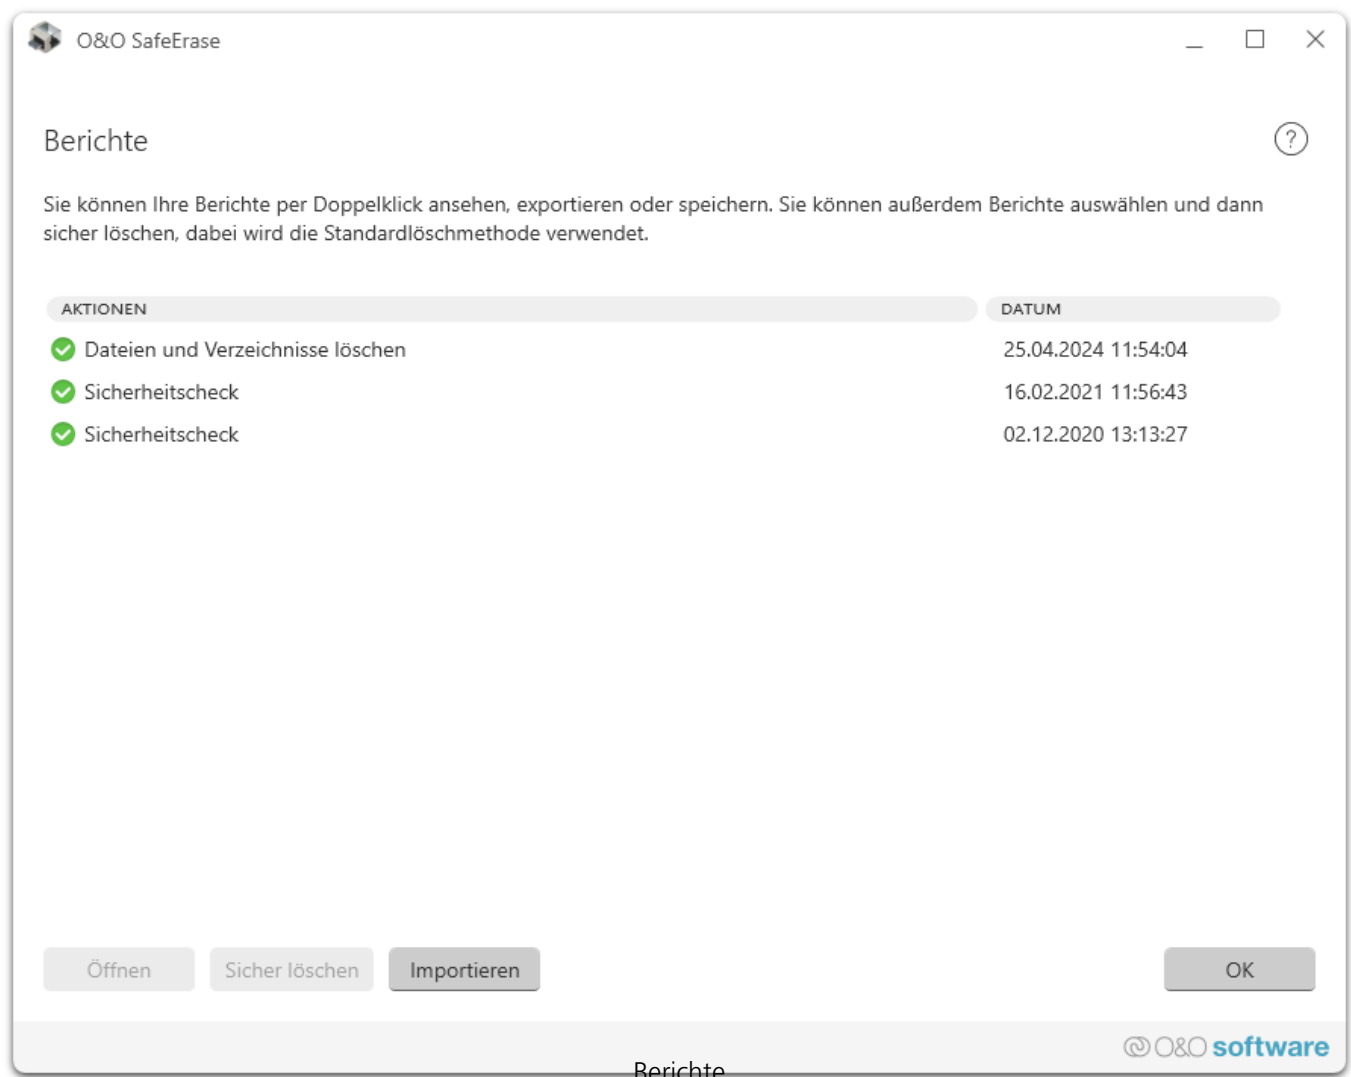 O&O SafeErase
Berichte
?
Sie können Ihre Berichte per Doppelklick ansehen, exportieren oder speichern. Sie können außerdem Berichte auswählen und dann
sicher löschen, dabei wird die Standardlöschmethode verwendet.
AKTIONEN DATUM
Dateien und Verzeichnisse löschen 25.04.2024 11:54:04
Sicherheitscheck 16.02.2021 11:56:43
Sicherheitscheck 02.12.2020 13:13:27
Öffnen Sicher löschen Importieren OK
O&O software
Berichte